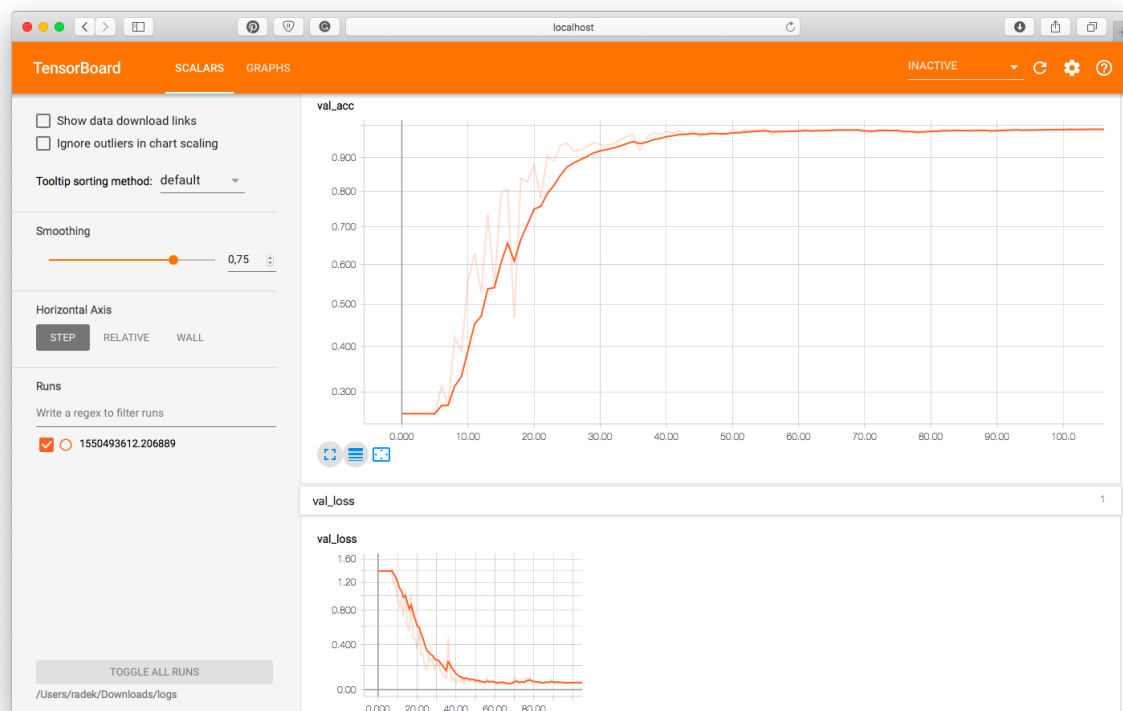 localhost
TensorBoard
SCALARS
GRAPHS
INACTIVE
Show data download links
Ignore outliers in chart scaling
Tooltip sorting method: default
Smoothing
0,75
Horizontal Axis
STEP RELATIVE WALL
Runs
Write a regex to filter runs
1550493612.206889
TOGGLE ALL RUNS
/Users/radek/Downloads/logs
val_acc
0.900
0.800
0.700
0.600
0.500
0.400
0.300
0.000 10.00 20.00 30.00 40.00 50.00 60.00 70.00 80.00 90.00 100.0
val_loss 1
val_loss
1.60
1.20
0.800
0.400
0.00
0.000 20.00 40.00 60.00 80.00